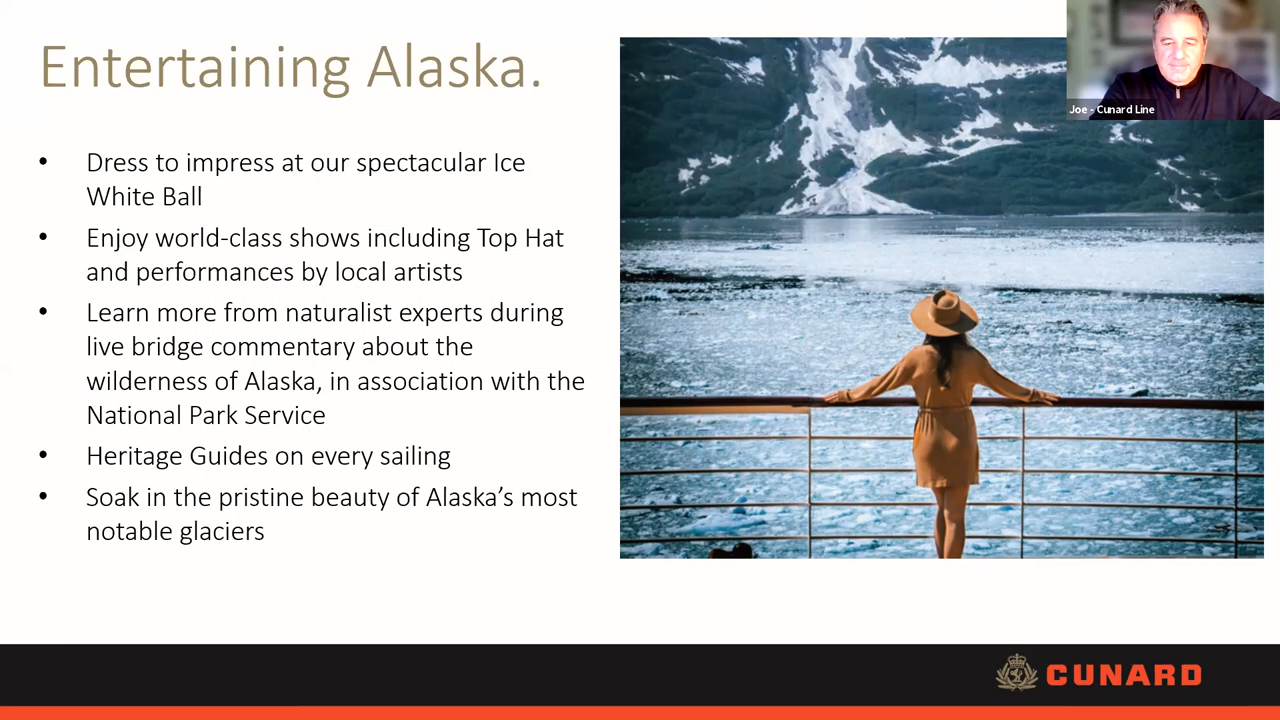 Entertaining Alaska.
Joe - Cunard Line
• Dress to impress at our spectacular Ice
White Ball
• Enjoy world-class shows including Top Hat
and performances by local artists
• Learn more from naturalist experts during
live bridge commentary about the
wilderness of Alaska, in association with the
National Park Service
• Heritage Guides on every sailing
• Soak in the pristine beauty of Alaska’s most
notable glaciers
CUNARD